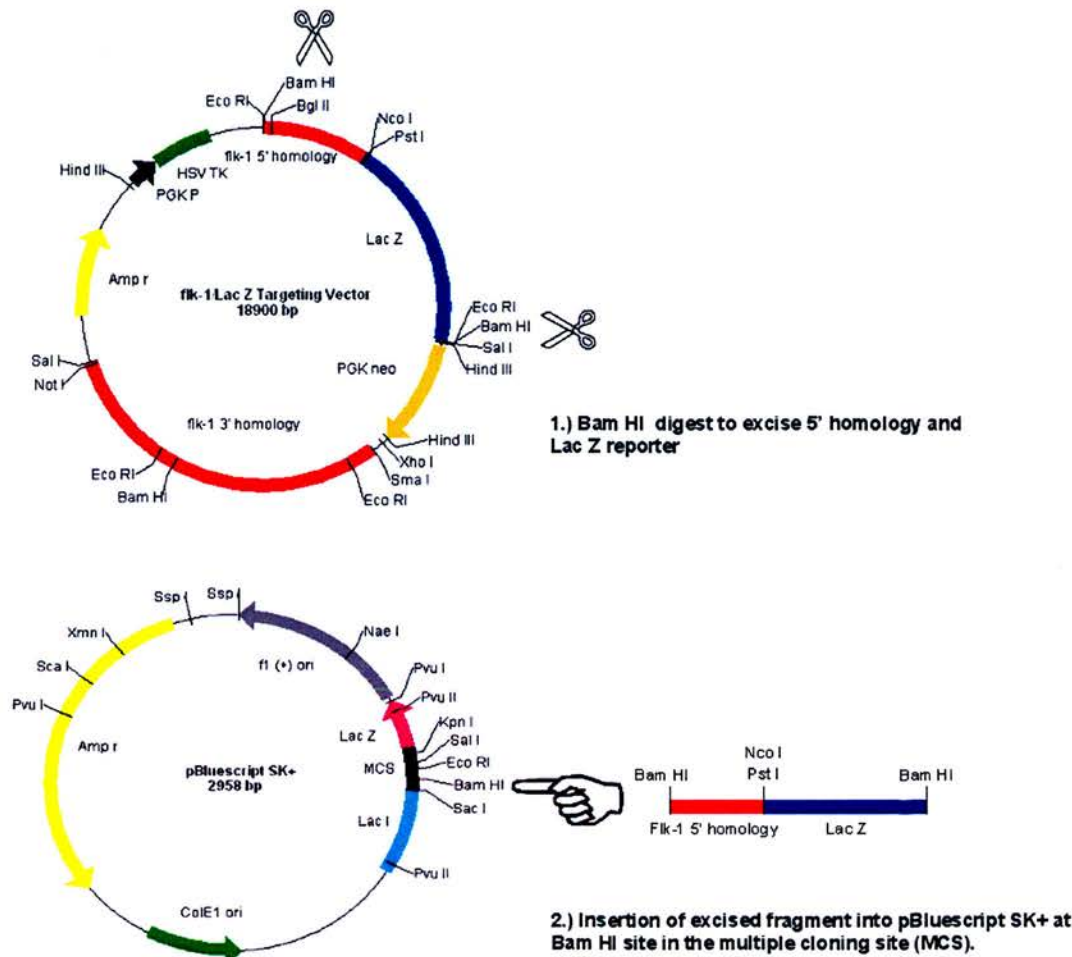 Bam HI
Eco RI
Bgl II
Nco I
Pst I
flk-1 5' homology
Hind III
HSV TK
PGK P
Lac Z
Amp r
flk-1 Lac Z Targeting Vector
18900 bp
Eco RI
Bam HI
Sal I
Hind III
Sal I
Not I
PGK neo
flk-1 3' homology
Hind III
Xho I
Sma I
Eco RI
Bam HI
Eco RI
1.) Bam HI digest to excise 5' homology and
Lac Z reporter
Ssp I
Ssp I
Xmn I
Nae I
Sca I
f1 (+) ori
Pvu I
Pvu I
Pvu II
Kpn I
Lac Z
Sal I
Amp r
Eco RI
pBluescript SK+
2958 bp
MCS
Bam HI
Sac I
Lac I
Pvu II
ColE1 ori
Nco I
Bam HI
Pst I
Bam HI
Flk-1 5' homology
Lac Z
2.) Insertion of excised fragment into pBluescript SK+ at
Bam HI site in the multiple cloning site (MCS).